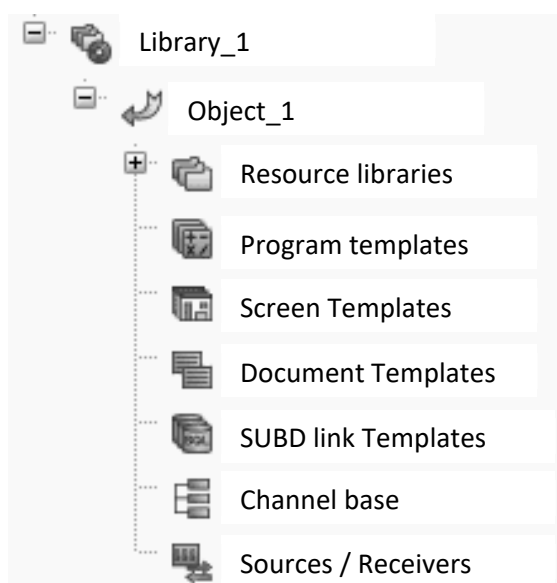 Library_1
Object_1
Resource libraries
Program templates
Screen Templates
Document Templates
SUBD link Templates
Channel base
Sources / Receivers